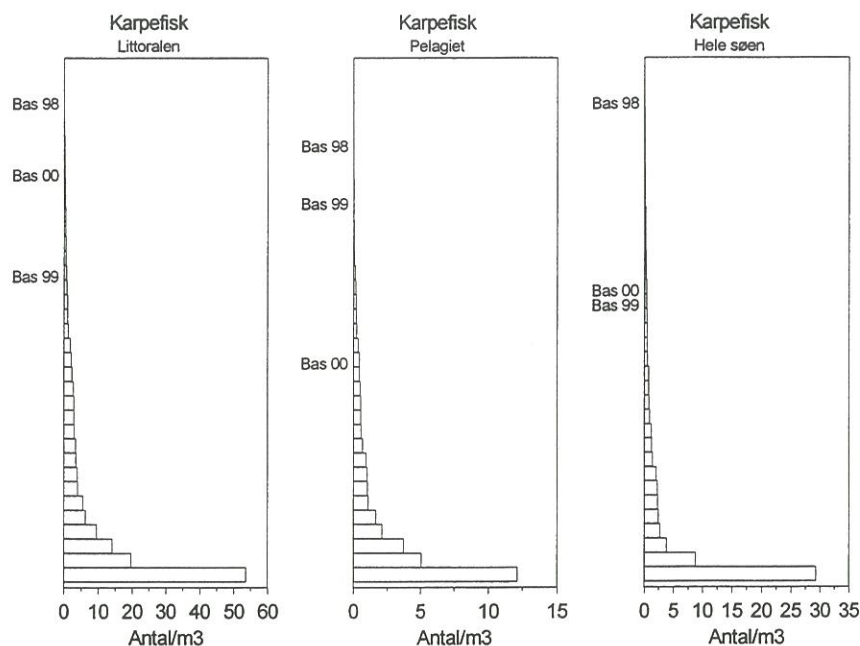 Karpefisk
Littoralen
Bas 98
Bas 00
Bas 99
0 10 20 30 40 50 60
Antal/m3
Karpefisk
Pelagiet
Bas 98
Bas 99
Bas 00
0 5 10 15
Antal/m3
Karpefisk
Hele søen
Bas 98
Bas 00
Bas 99
0 5 10 15 20 25 30 35
Antal/m3